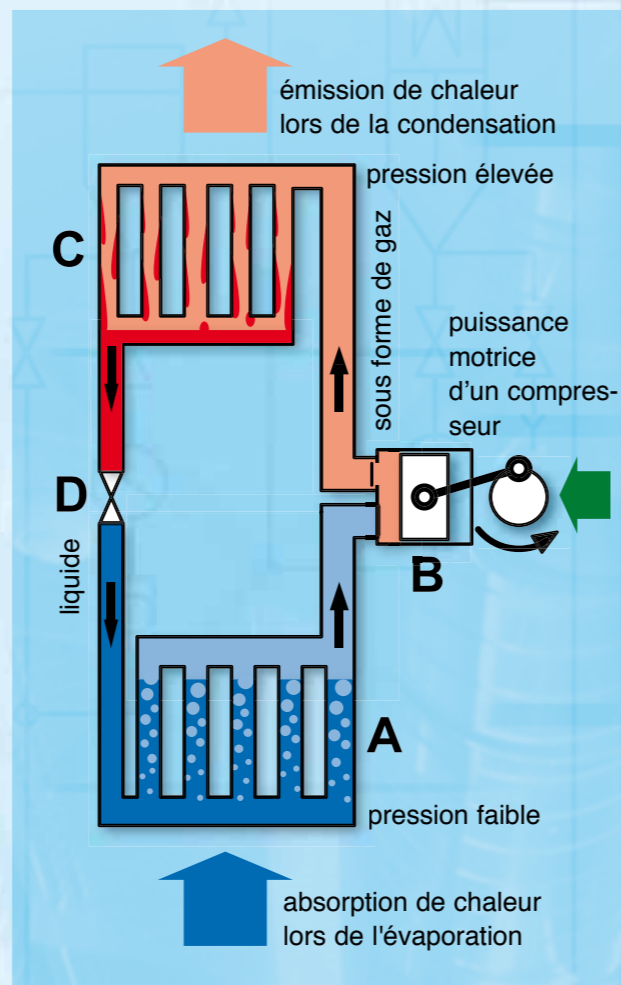 émission de chaleur
lors de la condensation
pression élevée
C
sous forme de gaz
puissance
motrice
d'un compres-
seur
D
B
liquide
A
pression faible
absorption de chaleur
lors de l'évaporation